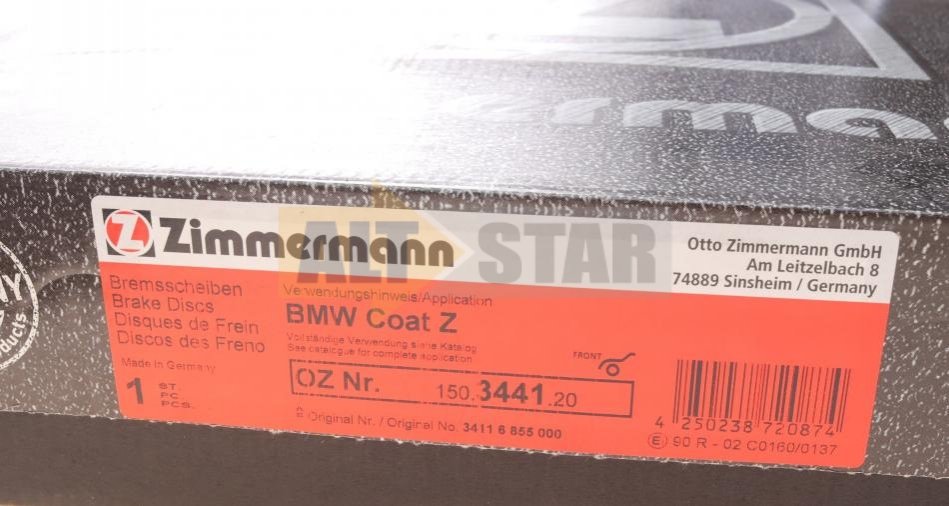 Z Zimmermann
ALT STAR
Otto Zimmermann GmbH
Am Leitzelbach 8
74889 Sinsheim / Germany
Bremsscheiben
Brake Discs
Disques de Frein
Discos des Freno
Made in Germany
1 ST.
PC.
PCS.
Verwendungshinweis/Application
BMW Coat Z
Vollständige Verwendung siehe Katalog
See catalogue for complete application
FRONT
OZ Nr. 150.3441.20
Original Nr. / Original No. 3411 6 855 000
4 250238 720874
E1 90 R - 02 C0160/0137